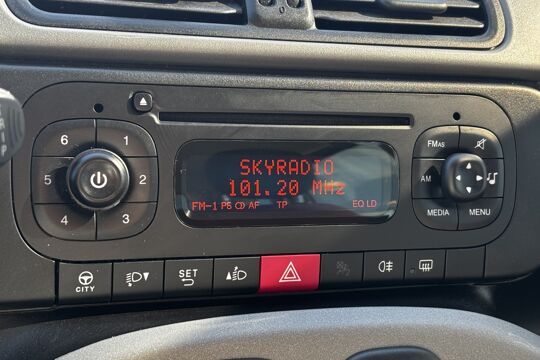 SKYRADIO
101.20 MHz
FM-1 P6 AF TP EQ LD
6
5
4
1
2
3
FMAS
AM
MEDIA
MENU
CITY
SET